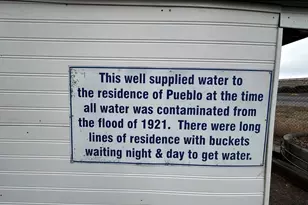 This well supplied water to
the residence of Pueblo at the time
all water was contaminated from
the flood of 1921. There were long
lines of residence with buckets
waiting night & day to get water.